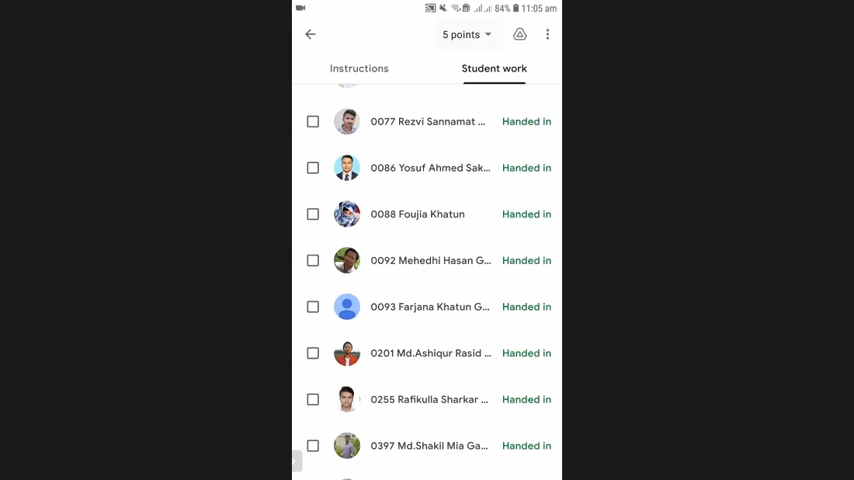 84% 11:05 am
5 points
Instructions Student work
0077 Rezvi Sannamat ... Handed in
0086 Yosuf Ahmed Sak... Handed in
0088 Foujia Khatun Handed in
0092 Mehedhi Hasan G... Handed in
0093 Farjana Khatun G... Handed in
0201 Md.Ashiqur Rasid ... Handed in
0255 Rafikulla Sharkar ... Handed in
0397 Md.Shakil Mia Ga... Handed in